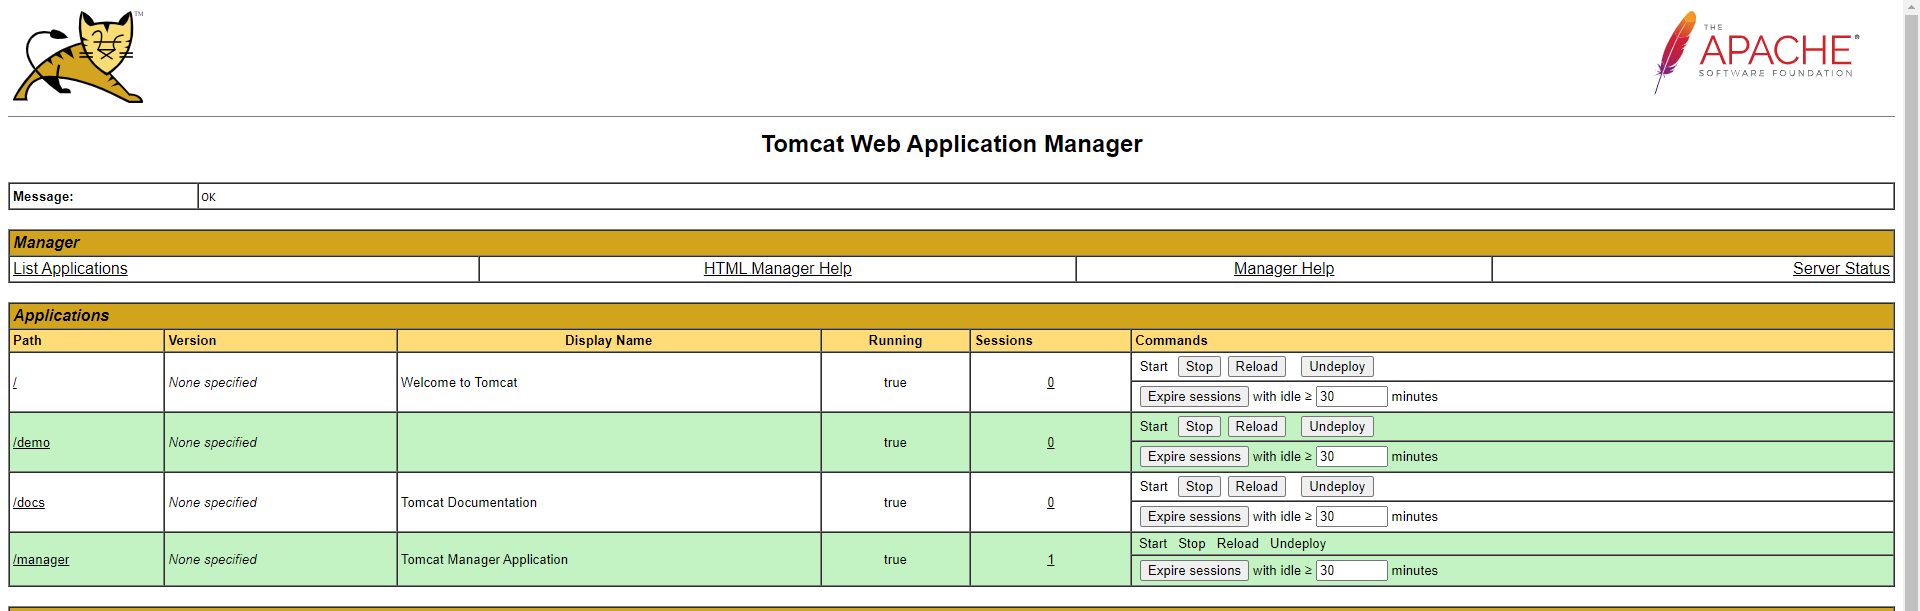 TM
THE
APACHE®
SOFTWARE FOUNDATION
Tomcat Web Application Manager
Message: OK
Manager
List Applications HTML Manager Help Manager Help Server Status
Applications
Path Version Display Name Running Sessions Commands
/ None specified Welcome to Tomcat true 0 Start Stop Reload Undeploy
Expire sessions with idle ≥ 30 minutes
/demo None specified true 0 Start Stop Reload Undeploy
Expire sessions with idle ≥ 30 minutes
/docs None specified Tomcat Documentation true 0 Start Stop Reload Undeploy
Expire sessions with idle ≥ 30 minutes
/manager None specified Tomcat Manager Application true 1 Start Stop Reload Undeploy
Expire sessions with idle ≥ 30 minutes